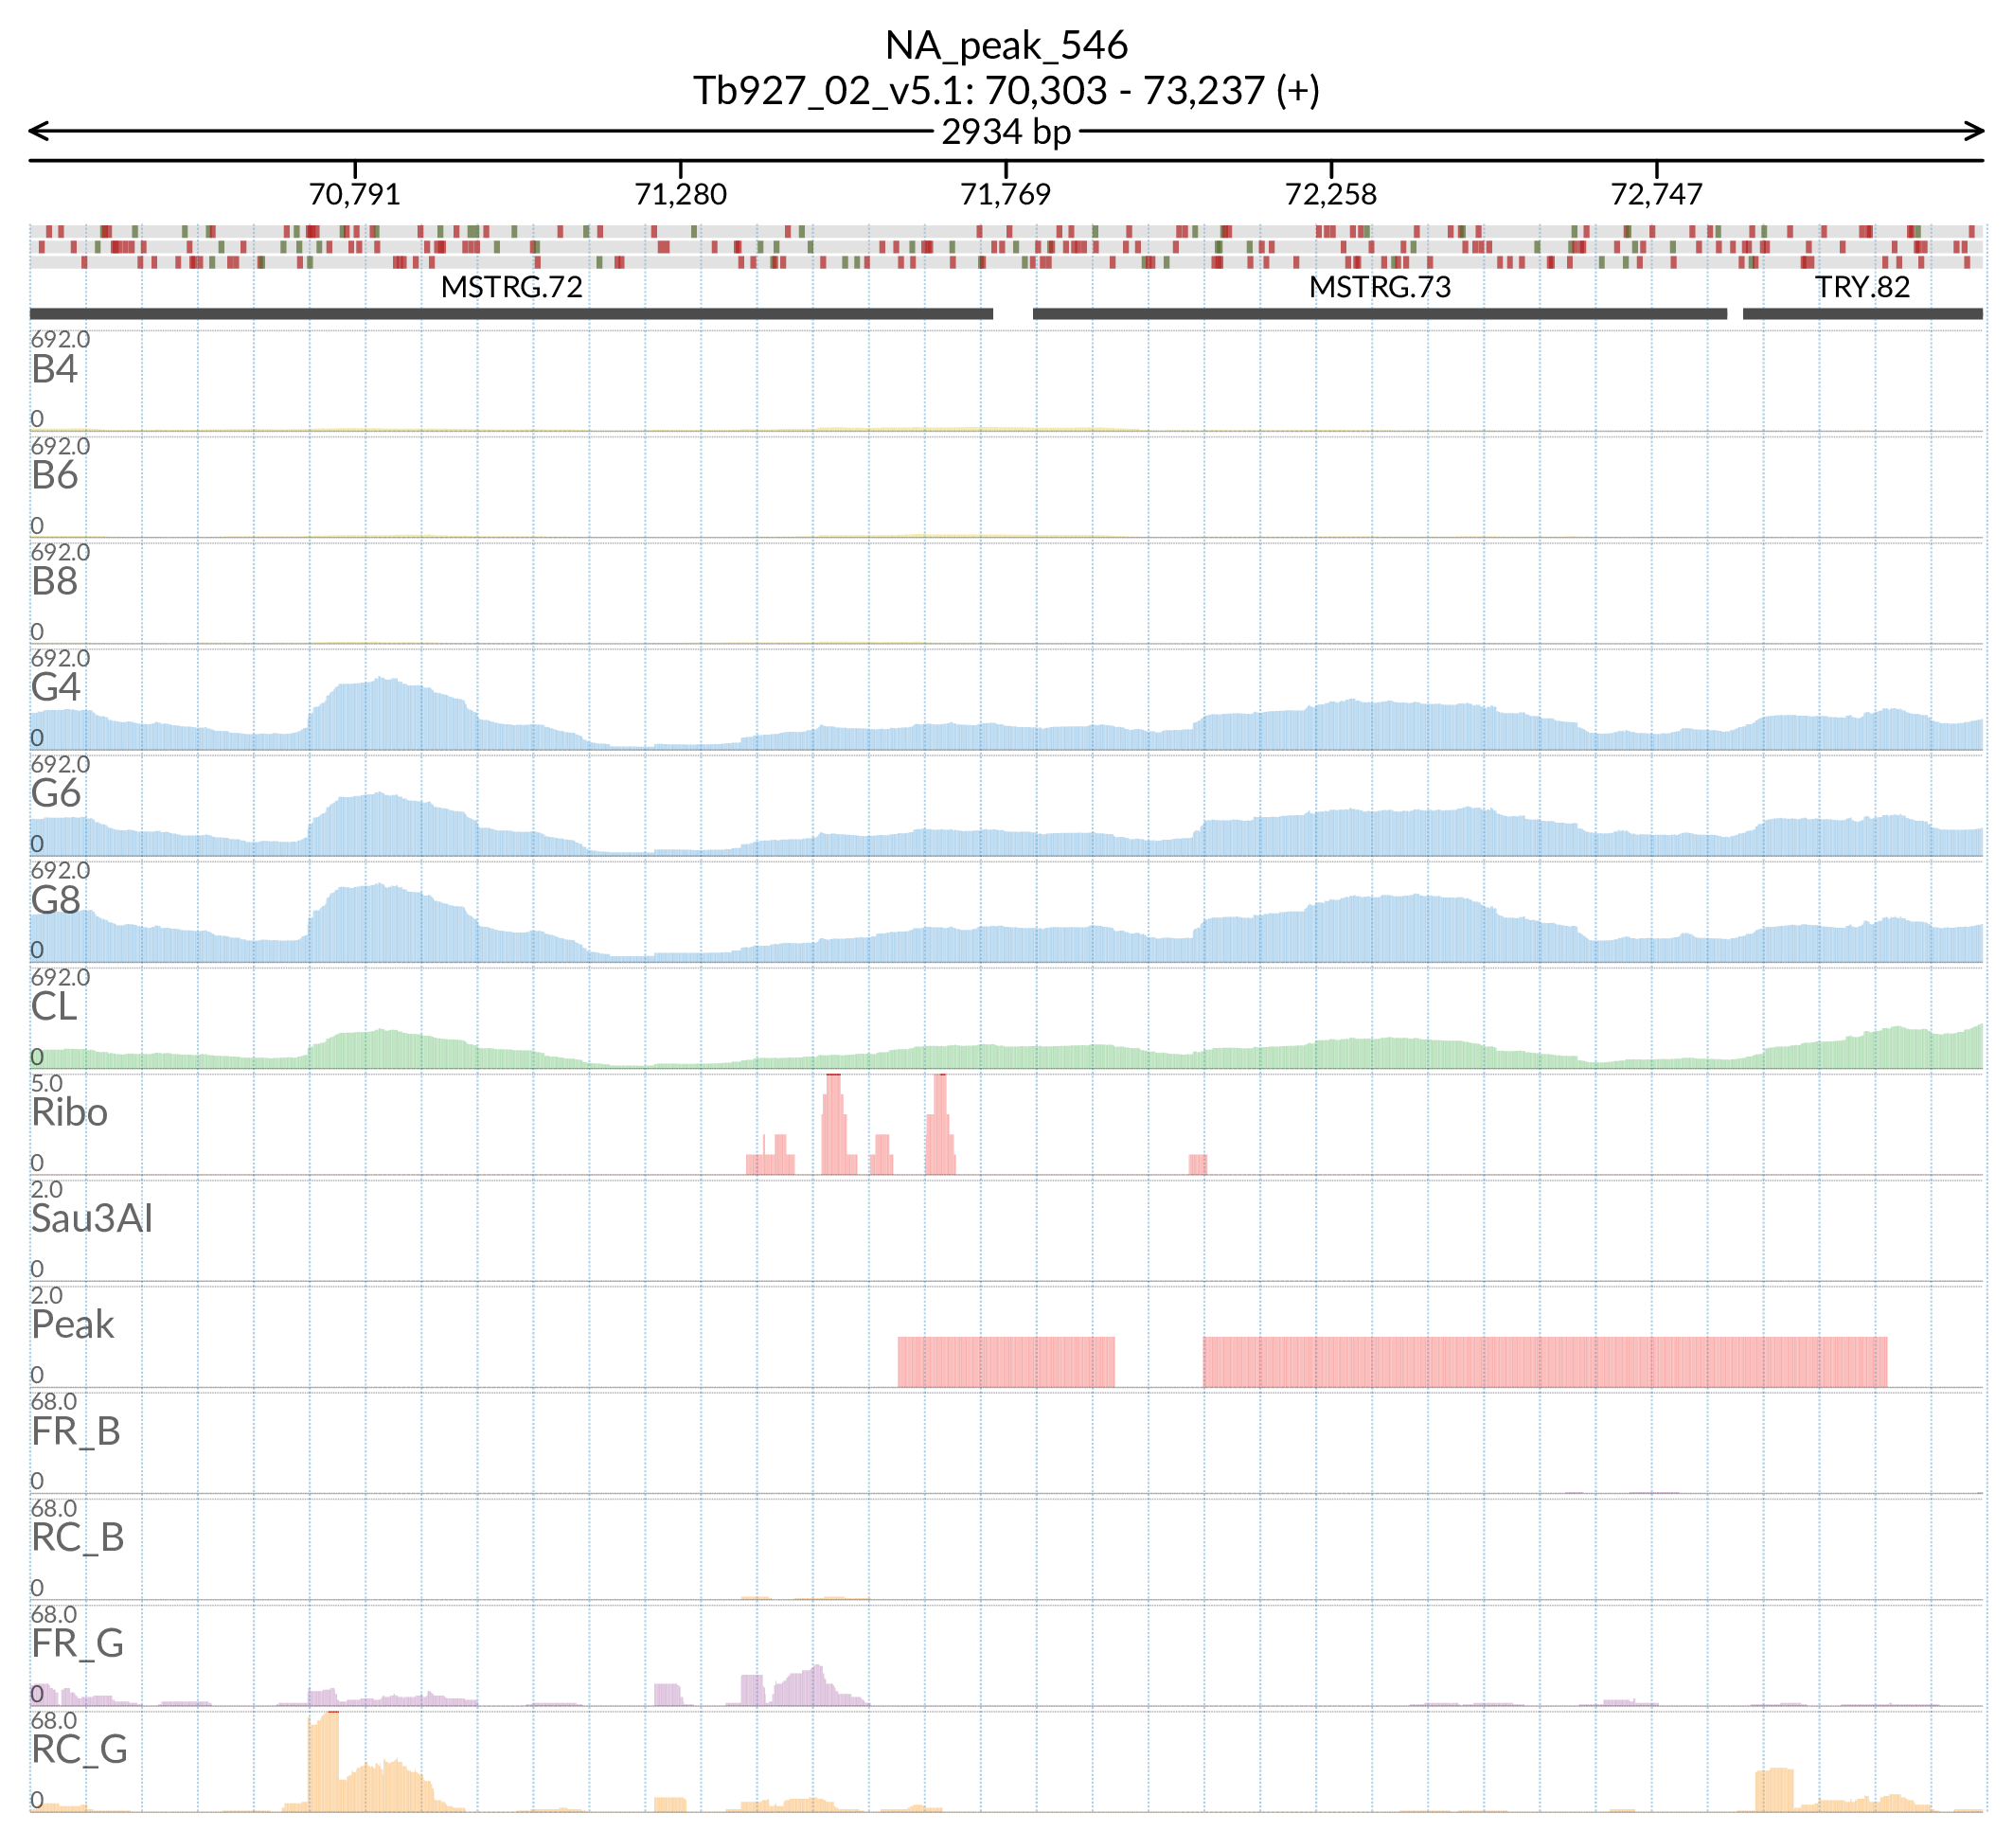 NA_peak_546
Tb927_02_v5.1: 70,303 - 73,237 (+)
2934 bp
70,791 71,280 71,769 72,258 72,747
MSTRG.72 MSTRG.73 TRY.82
692.0
B4
0
692.0
B6
0
692.0
B8
0
692.0
G4
0
692.0
G6
0
692.0
G8
0
692.0
CL
0
5.0
Ribo
0
2.0
Sau3AI
0
2.0
Peak
0
68.0
FR_B
0
68.0
RC_B
0
68.0
FR_G
0
68.0
RC_G
0